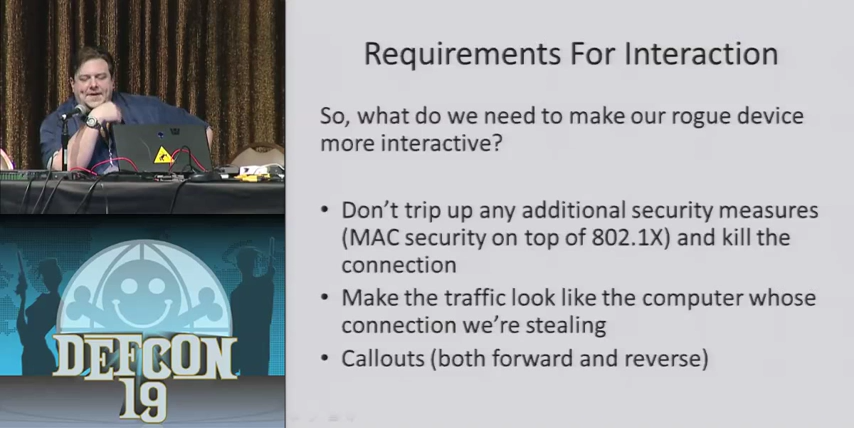 Requirements For Interaction
So, what do we need to make our rogue device
more interactive?
• Don't trip up any additional security measures
(MAC security on top of 802.1X) and kill the
connection
• Make the traffic look like the computer whose
connection we're stealing
• Callouts (both forward and reverse)
DEFCON
19